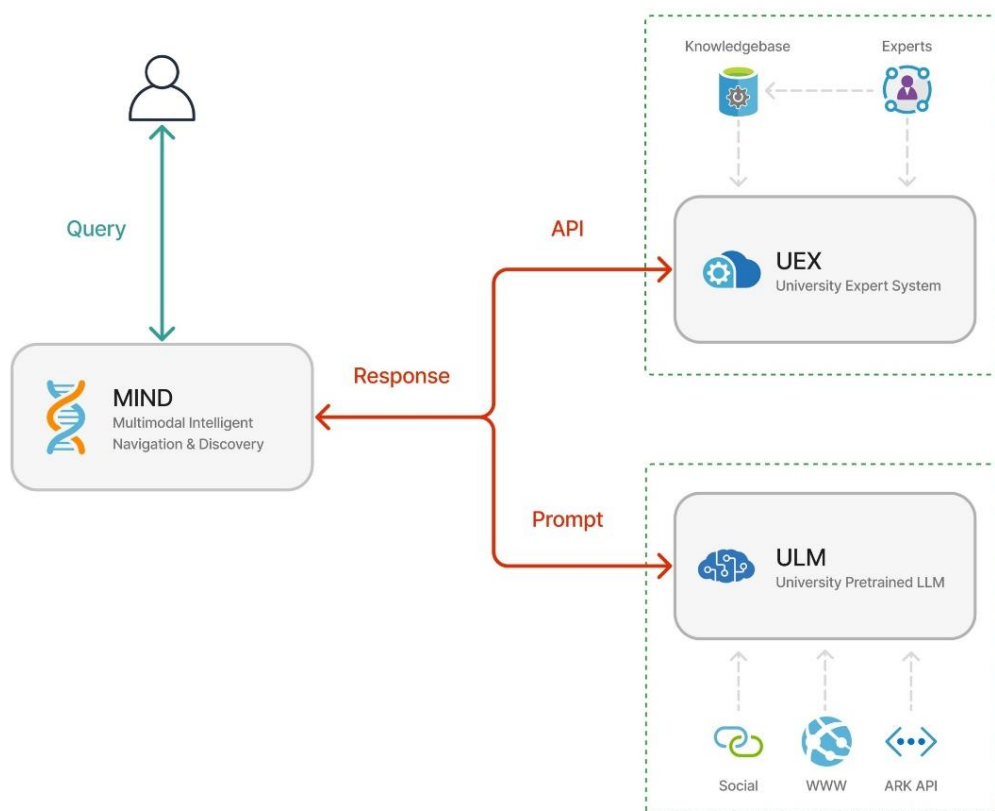 Knowledgebase
Experts
Query
API
UEX
University Expert System
Response
MIND
Multimodal Intelligent
Navigation & Discovery
Prompt
ULM
University Pretrained LLM
Social
WWW
ARK API